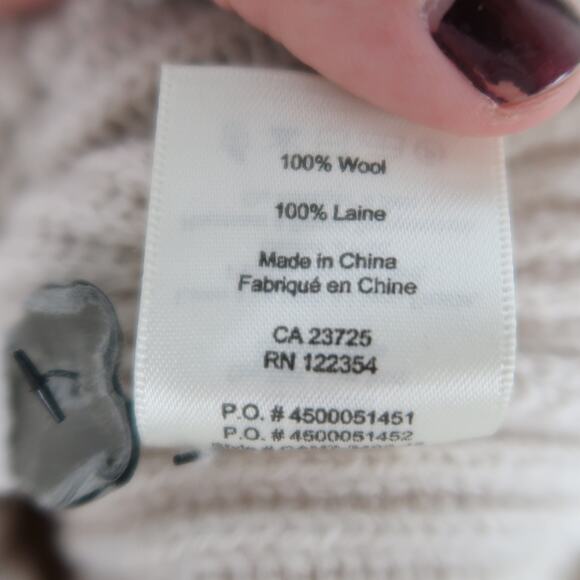 100% Wool
100% Laine
Made in China
Fabriqué en Chine
CA 23725
RN 122354
P.O. # 4500051451
P.O. # 4500051452